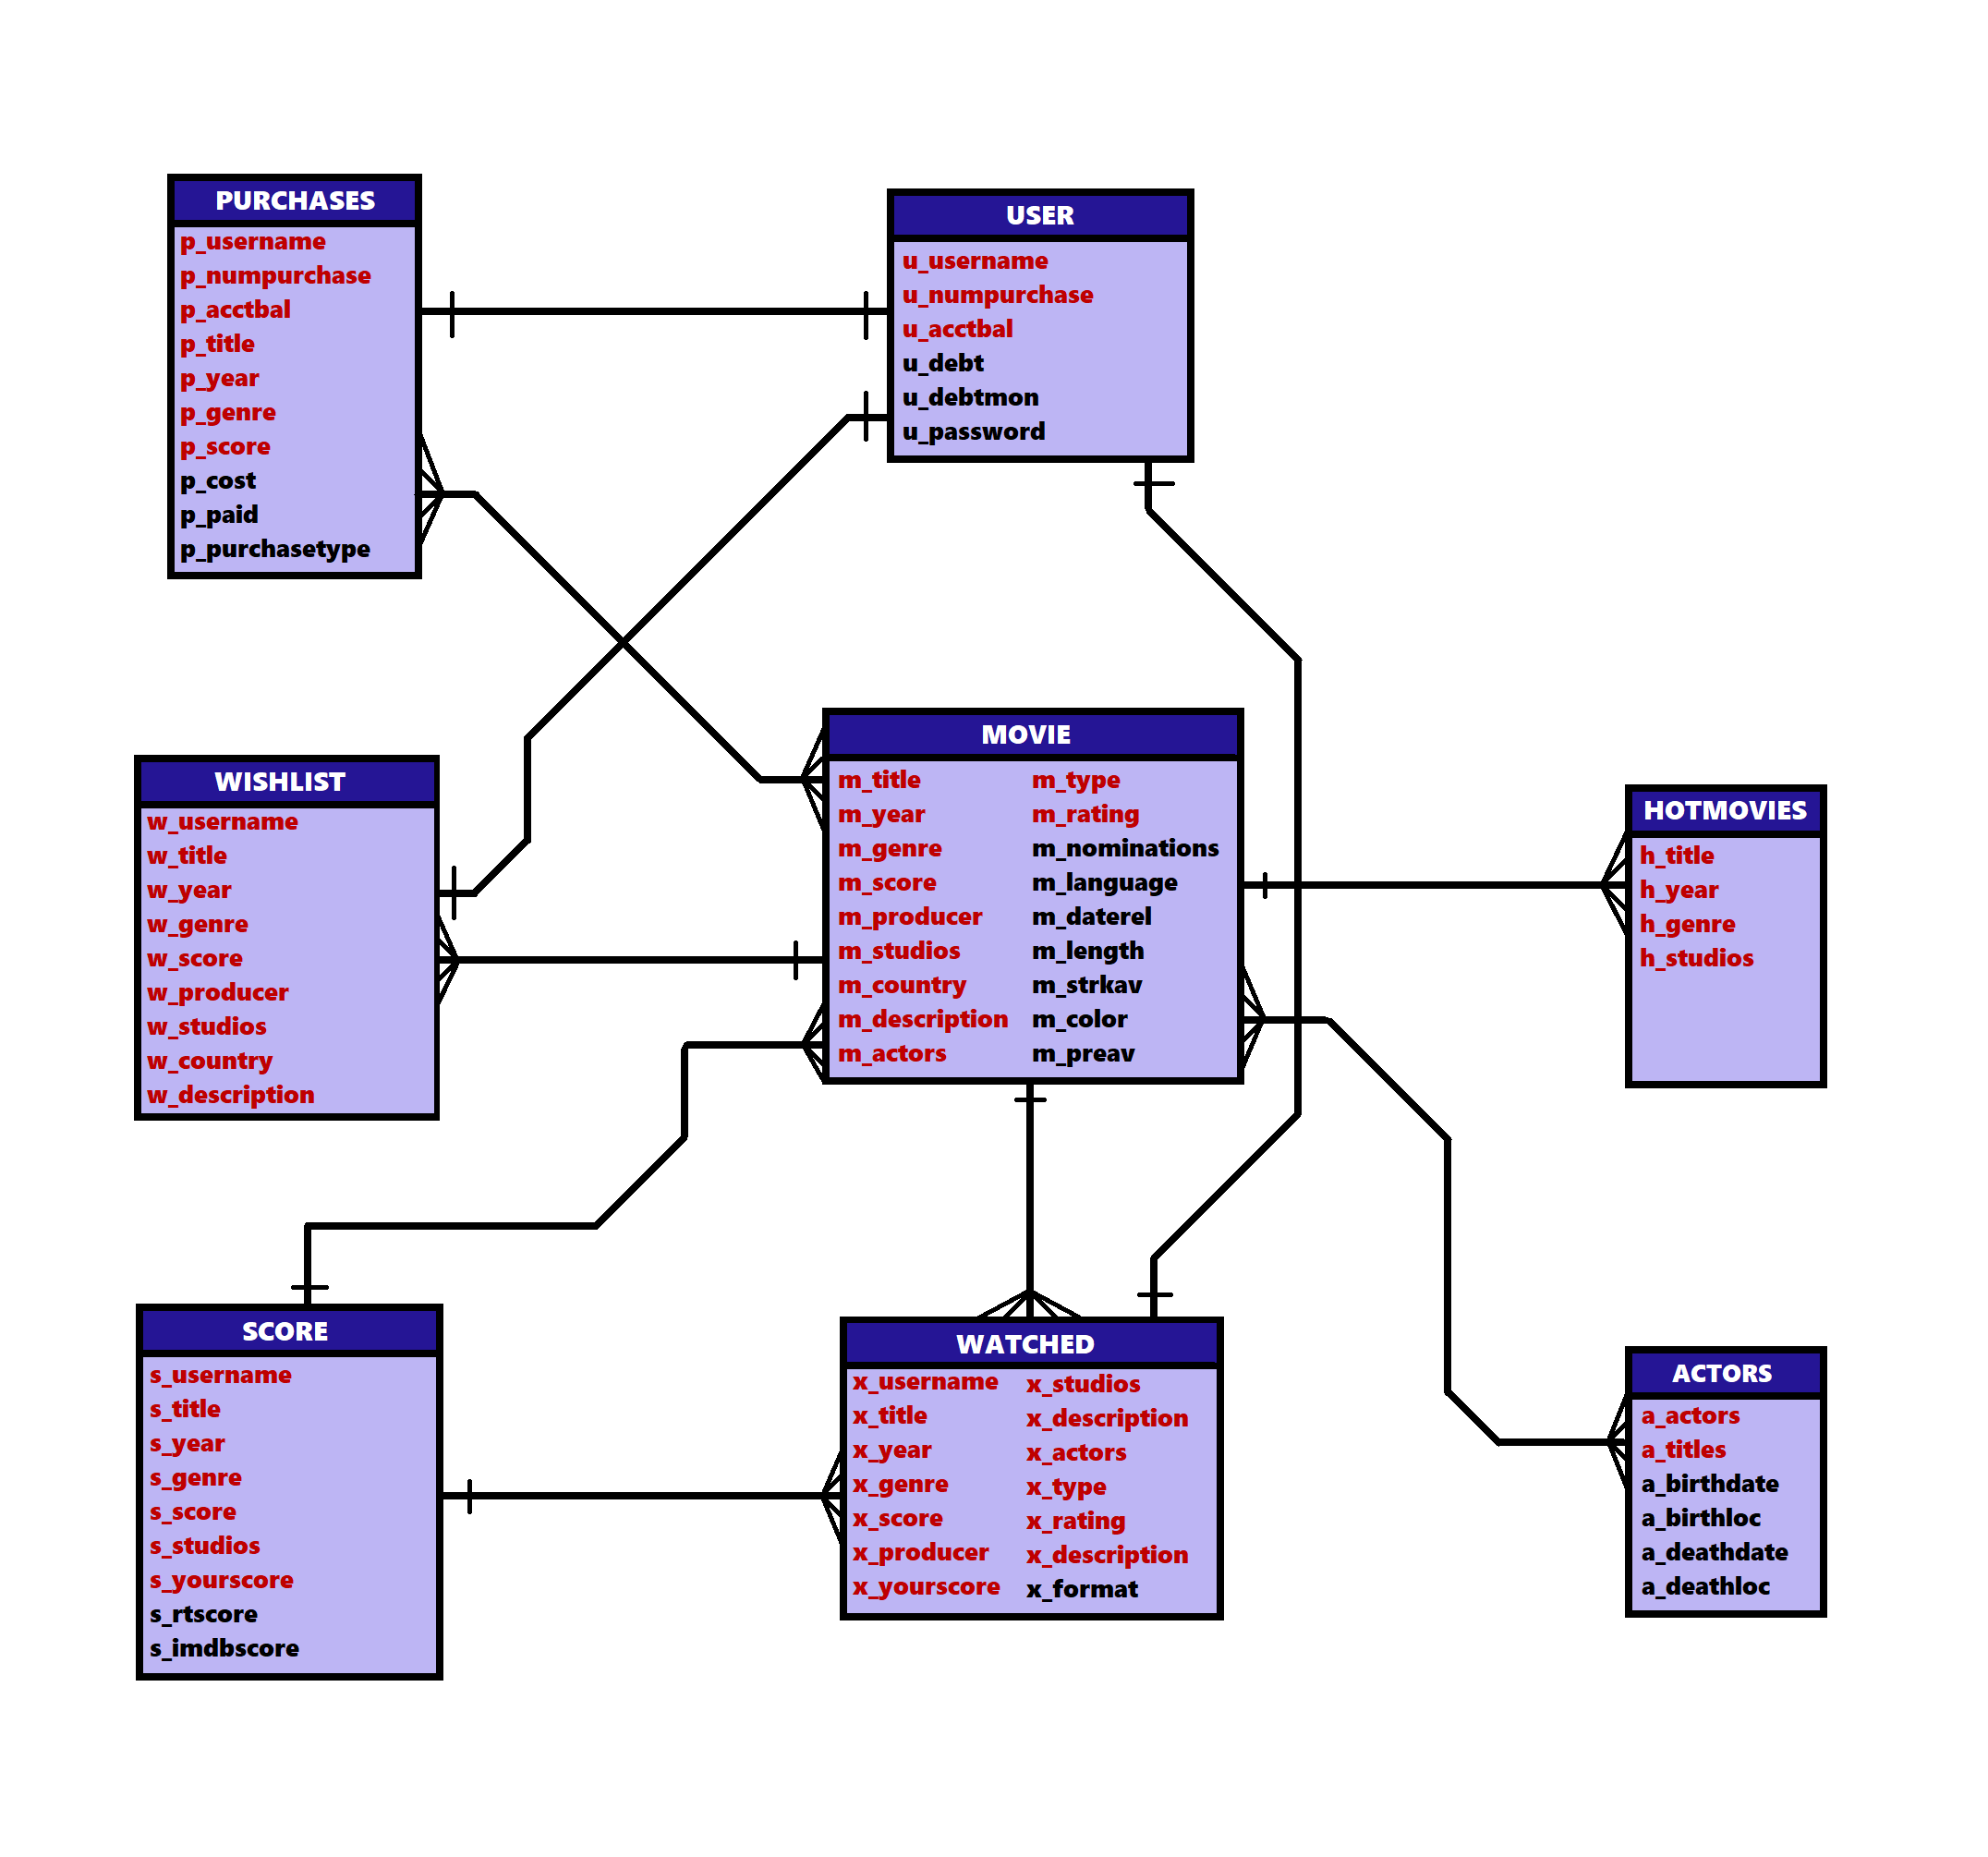 PURCHASES
p_username
p_numpurchase
p_acctbal
p_title
p_year
p_genre
p_score
p_cost
p_paid
p_purchasetype
USER
u_username
u_numpurchase
u_acctbal
u_debt
u_debtmon
u_password
WISHLIST
w_username
w_title
w_year
w_genre
w_score
w_producer
w_studios
w_country
w_description
MOVIE
m_title
m_year
m_genre
m_score
m_producer
m_studios
m_country
m_description
m_actors
m_type
m_rating
m_nominations
m_language
m_daterel
m_length
m_strkav
m_color
m_preav
HOTMOVIES
h_title
h_year
h_genre
h_studios
SCORE
s_username
s_title
s_year
s_genre
s_score
s_studios
s_yourscore
s_rtscore
s_imdbscore
WATCHED
x_username
x_title
x_year
x_genre
x_score
x_producer
x_yourscore
x_studios
x_description
x_actors
x_type
x_rating
x_description
x_format
ACTORS
a_actors
a_titles
a_birthdate
a_birthloc
a_deathdate
a_deathloc